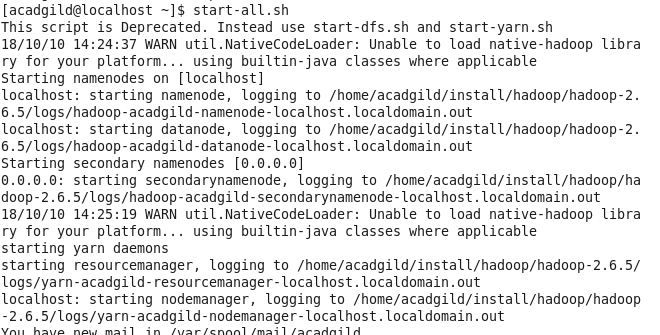 [acadgild@localhost ~]$ start-all.sh
This script is Deprecated. Instead use start-dfs.sh and start-yarn.sh
18/10/10 14:24:37 WARN util.NativeCodeLoader: Unable to load native-hadoop libra
ry for your platform... using builtin-java classes where applicable
Starting namenodes on [localhost]
localhost: starting namenode, logging to /home/acadgild/install/hadoop/hadoop-2.
6.5/logs/hadoop-acadgild-namenode-localhost.localdomain.out
localhost: starting datanode, logging to /home/acadgild/install/hadoop/hadoop-2.
6.5/logs/hadoop-acadgild-datanode-localhost.localdomain.out
Starting secondary namenodes [0.0.0.0]
0.0.0.0: starting secondarynamenode, logging to /home/acadgild/install/hadoop/ha
doop-2.6.5/logs/hadoop-acadgild-secondarynamenode-localhost.localdomain.out
18/10/10 14:25:19 WARN util.NativeCodeLoader: Unable to load native-hadoop libra
ry for your platform... using builtin-java classes where applicable
starting yarn daemons
starting resourcemanager, logging to /home/acadgild/install/hadoop/hadoop-2.6.5/
logs/yarn-acadgild-resourcemanager-localhost.localdomain.out
localhost: starting nodemanager, logging to /home/acadgild/install/hadoop/hadoop
-2.6.5/logs/yarn-acadgild-nodemanager-localhost.localdomain.out
You have new mail in /var/spool/mail/acadgild